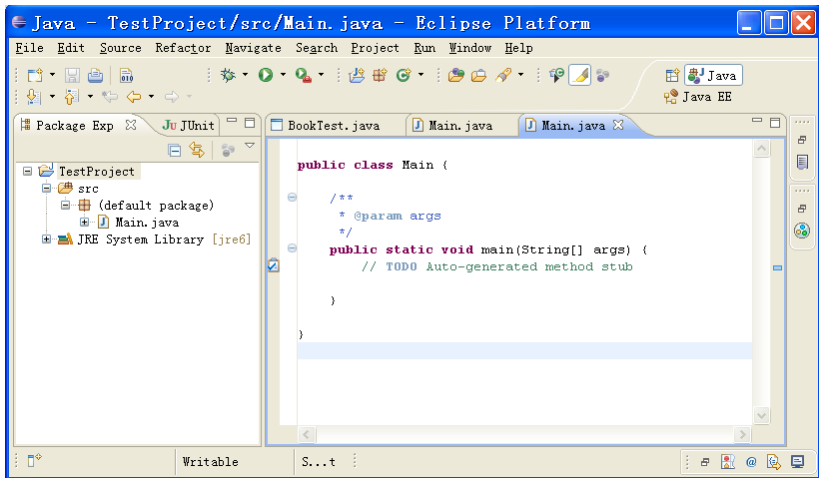 Java - TestProject/src/Main.java - Eclipse Platform
File Edit Source Refactor Navigate Search Project Run Window Help
Java
Java EE
Package Exp JUnit
BookTest.java Main.java Main.java
TestProject
src
(default package)
Main.java
JRE System Library [jre6]
public class Main {
/**
* @param args
*/
public static void main(String[] args) {
// TODO Auto-generated method stub
}
}
Writable S...t